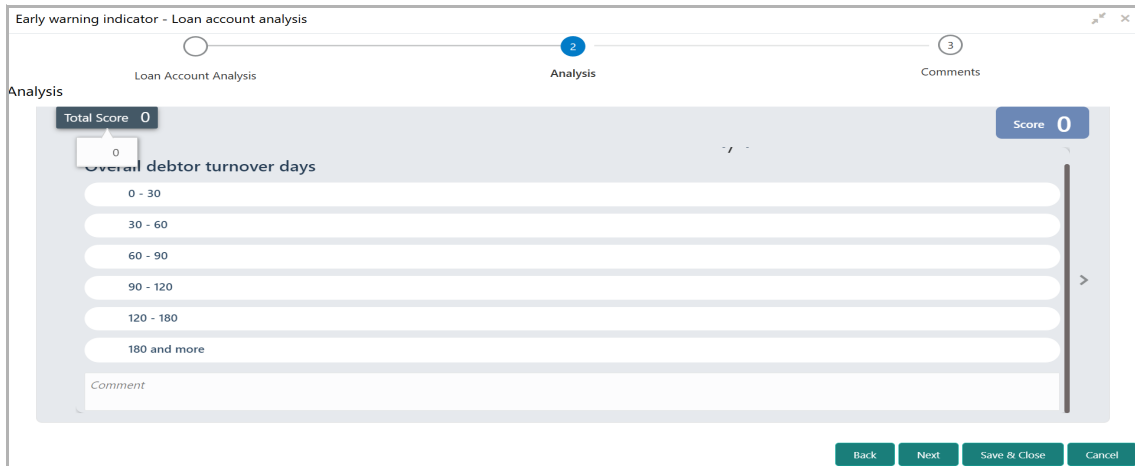 Early warning indicator - Loan account analysis
2
3
Loan Account Analysis
Analysis
Comments
Analysis
Total Score 0
Score 0
0
Overall debtor turnover days
0 - 30
30 - 60
60 - 90
90 - 120
120 - 180
180 and more
Comment
Back
Next
Save & Close
Cancel